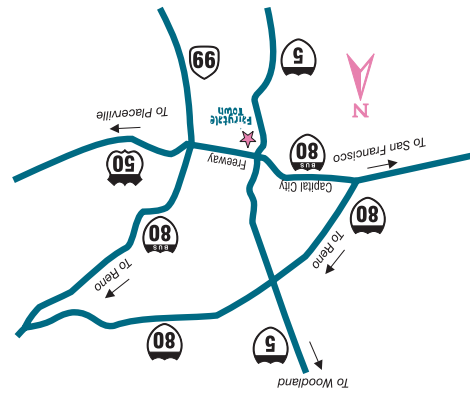 To Woodland
5
80
To Reno
80
To Reno
BUS
80
50
To San Francisco
BUS
80
Capital City
Freeway
To Placerville
Fairytale
Town
N
5
99